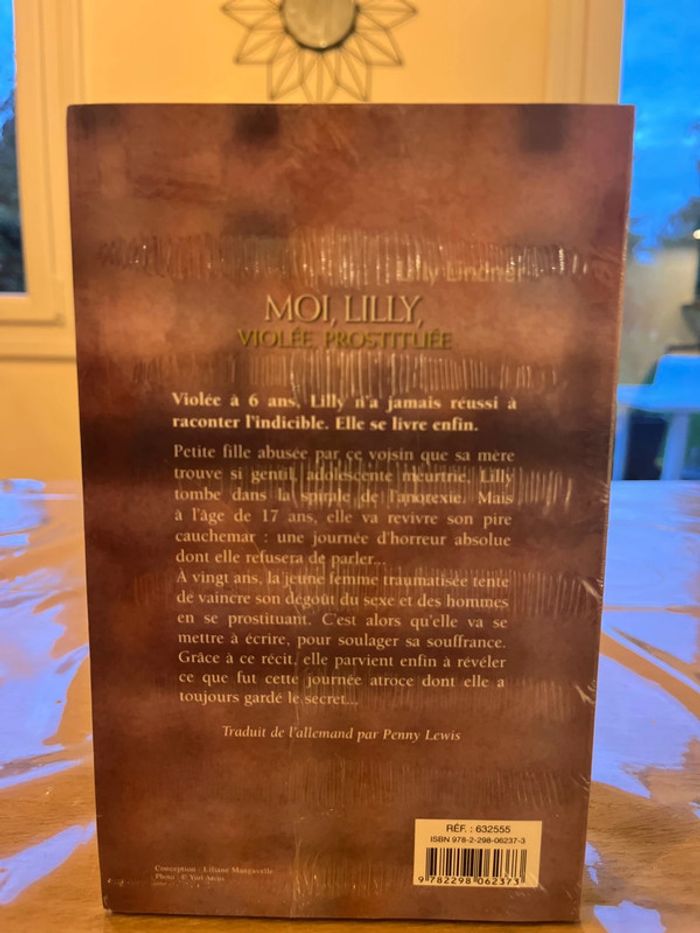 Lilly Lindner
MOI, LILLY,
VIOLÉE, PROSTITUÉE
Violée à 6 ans, Lilly n'a jamais réussi à
raconter l'indicible. Elle se livre enfin.
Petite fille abusée par ce voisin que sa mère
trouve si gentil, adolescente meurtrie, Lilly
tombe dans la spirale de l'anorexie. Mais
à l'âge de 17 ans, elle va revivre son pire
cauchemar : une journée d'horreur absolue
dont elle refusera de parler...
À vingt ans, la jeune femme traumatisée tente
de vaincre son dégoût du sexe et des hommes
en se prostituant. C'est alors qu'elle va se
mettre à écrire, pour soulager sa souffrance.
Grâce à ce récit, elle parvient enfin à révéler
ce que fut cette journée atroce dont elle a
toujours gardé le secret...
Traduit de l'allemand par Penny Lewis
RÉF. : 632555
ISBN 978-2-298-06237-3
9 782298 062373
Conception : Liliane Mangavelle
Photo : © Yuri Arcurs